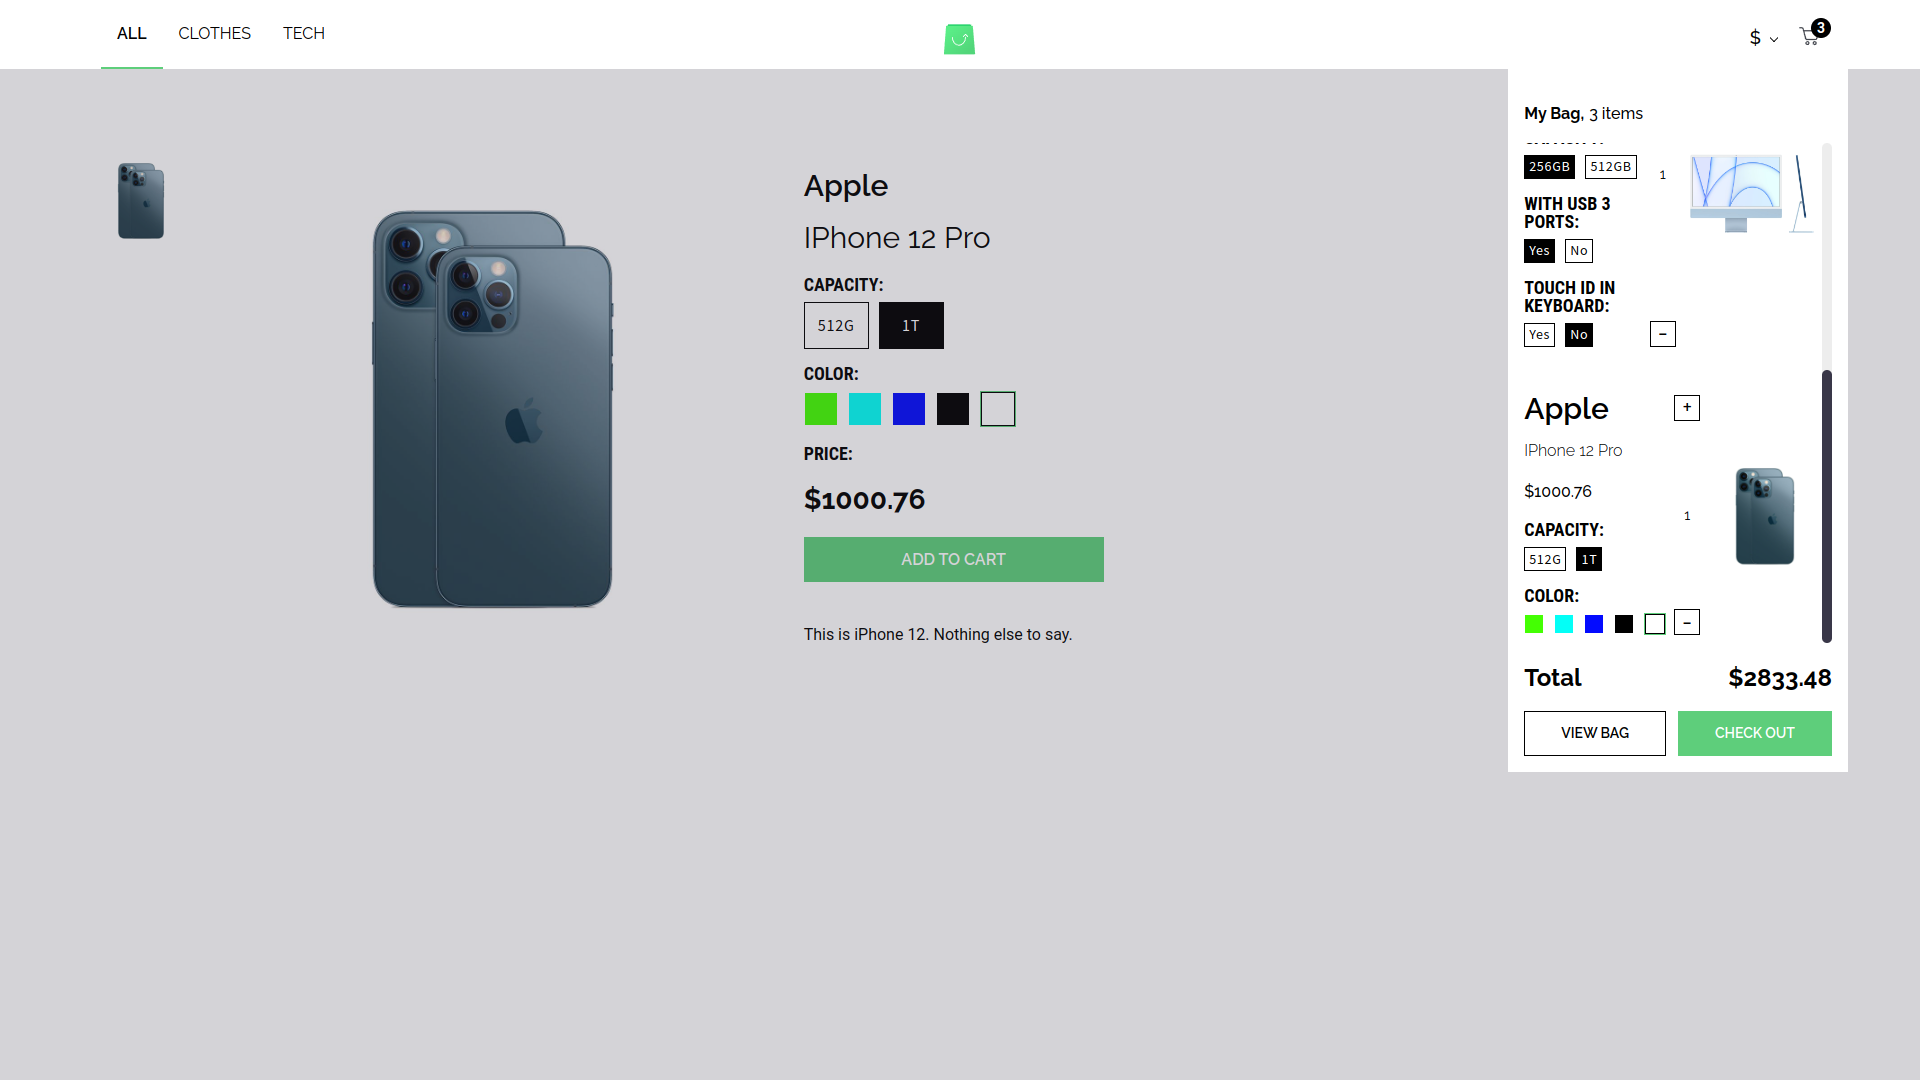 ALL
CLOTHES
TECH
$
3
Apple
IPhone 12 Pro
CAPACITY:
512G
1T
COLOR:
PRICE:
$1000.76
ADD TO CART
This is iPhone 12. Nothing else to say.
My Bag, 3 items
256GB
512GB
1
WITH USB 3
PORTS:
Yes
No
TOUCH ID IN
KEYBOARD:
Yes
No
-
Apple
+
IPhone 12 Pro
$1000.76
1
CAPACITY:
512G
1T
COLOR:
-
Total
$2833.48
VIEW BAG
CHECK OUT